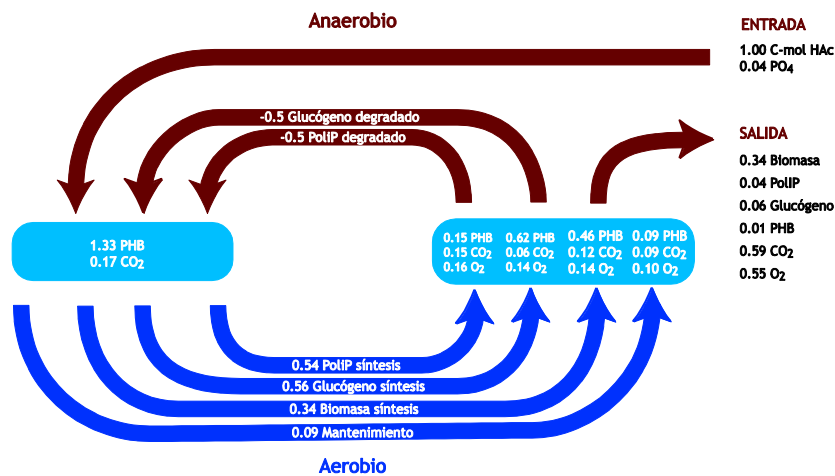 Anaerobio
ENTRADA
1.00 C-mol HAc
0.04 PO4
-0.5 Glucógeno degradado
-0.5 PoliP degradado
SALIDA
0.34 Biomasa
0.04 PoliP
0.06 Glucógeno
0.01 PHB
0.59 CO2
0.55 O2
1.33 PHB
0.17 CO2
0.15 PHB 0.62 PHB 0.46 PHB 0.09 PHB
0.15 CO2 0.06 CO2 0.12 CO2 0.09 CO2
0.16 O2 0.14 O2 0.14 O2 0.10 O2
0.54 PoliP síntesis
0.56 Glucógeno síntesis
0.34 Biomasa síntesis
0.09 Mantenimiento
Aerobio